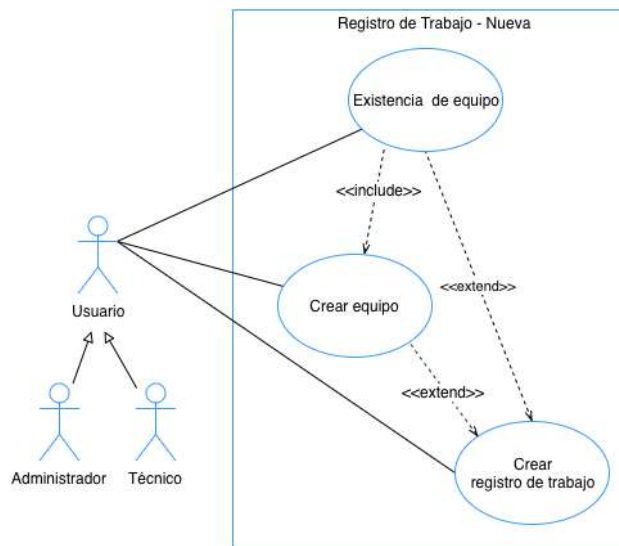 Registro de Trabajo - Nueva
Existencia de equipo
<<include>>
Usuario
Crear equipo
<<extend>>
<<extend>>
Administrador
Técnico
Crear
registro de trabajo